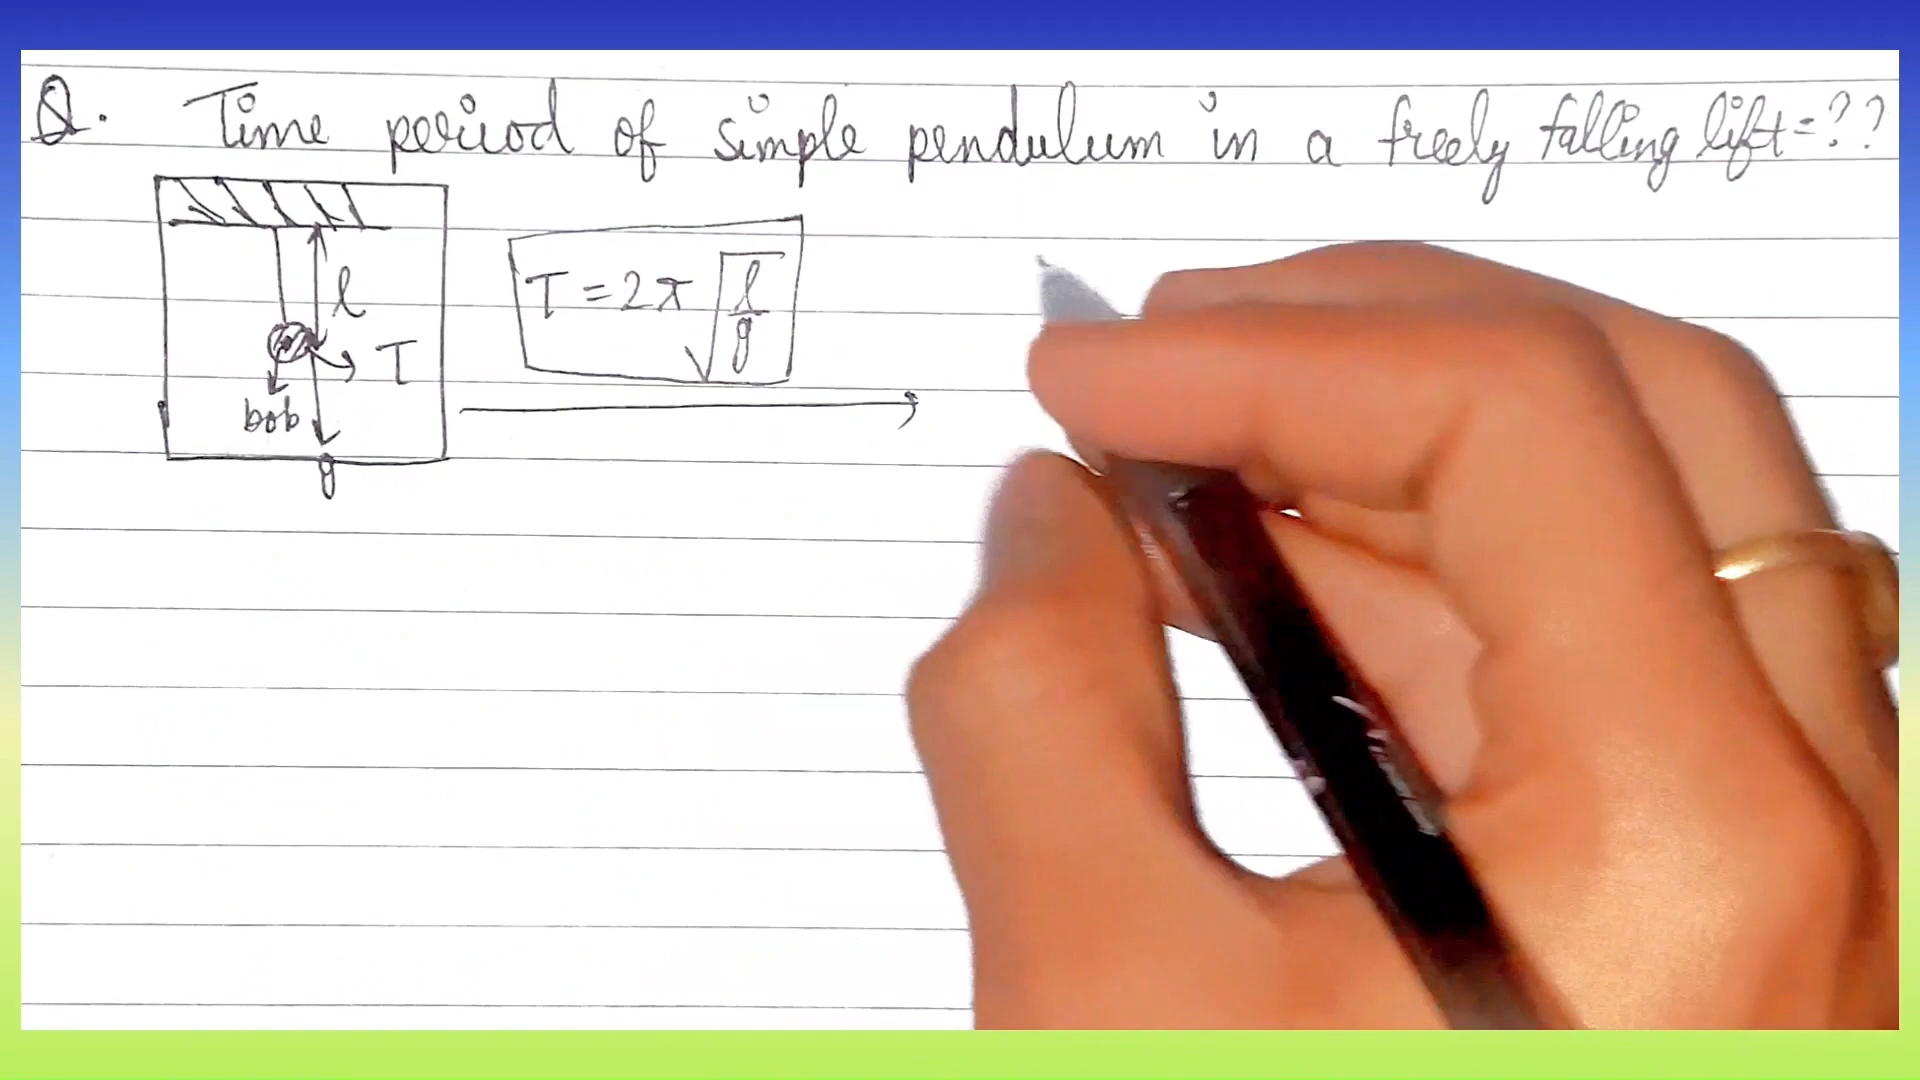 Q. Time period of simple pendulum in a freely falling lift=??
l
T = 2π √l/g
T
bob
g